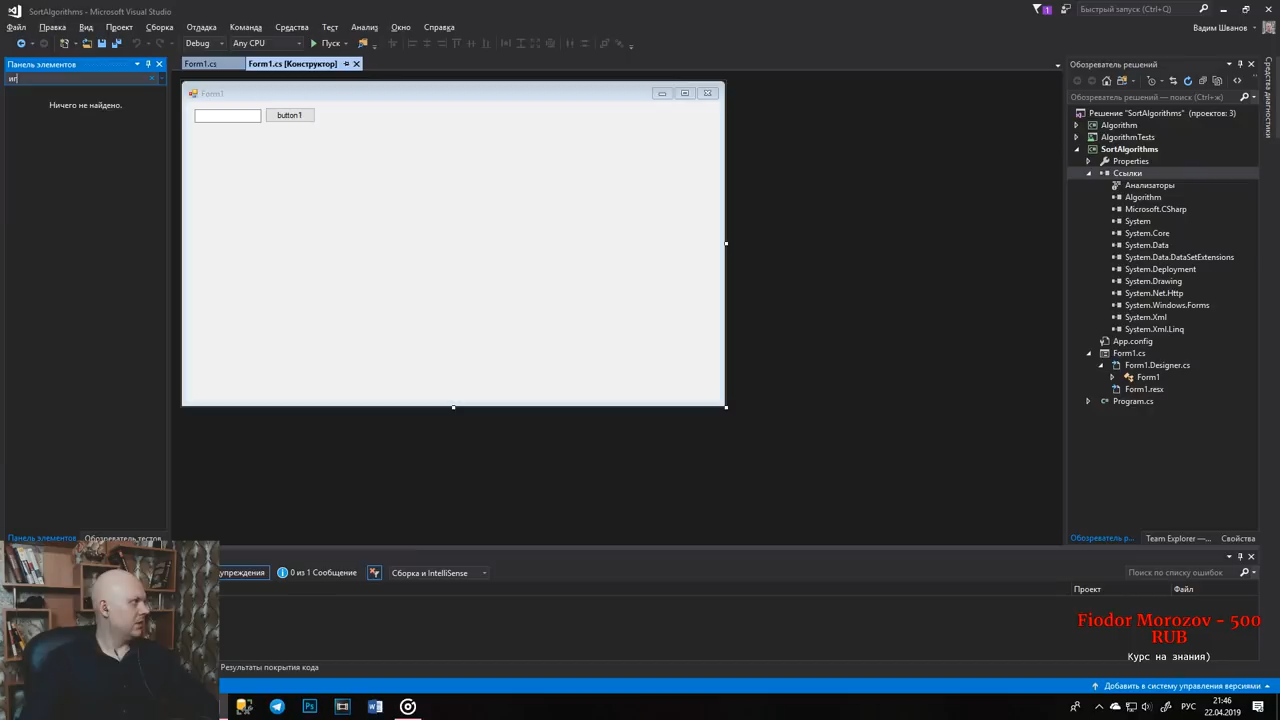 SortAlgorithms - Microsoft Visual Studio
1
Быстрый запуск (Ctrl+Q)
Файл Правка Вид Проект Сборка Отладка Команда Средства Тест Анализ Окно Справка
Вадим Шванов
Debug Any CPU Пуск
Панель элементов
иг
Ничего не найдено.
Form1.cs Form1.cs [Конструктор]
Form1
button1
Обозреватель решений
Обозреватель решений — поиск (Ctrl+ж)
Решение "SortAlgorithms" (проектов: 3)
Algorithm
AlgorithmTests
SortAlgorithms
Properties
Ссылки
Анализаторы
Algorithm
Microsoft.CSharp
System
System.Core
System.Data
System.Data.DataSetExtensions
System.Deployment
System.Drawing
System.Net.Http
System.Windows.Forms
System.Xml
System.Xml.Linq
App.config
Form1.cs
Form1.Designer.cs
Form1
Form1.resx
Program.cs
Средства диагностики
Панель элементов Обозреватель тестов
Обозреватель р... Team Explorer —... Свойства
0 из 1 Сообщение
Сборка и IntelliSense
Поиск по списку ошибок
Проект Файл
Fiodor Morozov - 500
RUB
Курс на знания)
Результаты покрытия кода
Добавить в систему управления версиями
РУС
21:46
22.04.2019